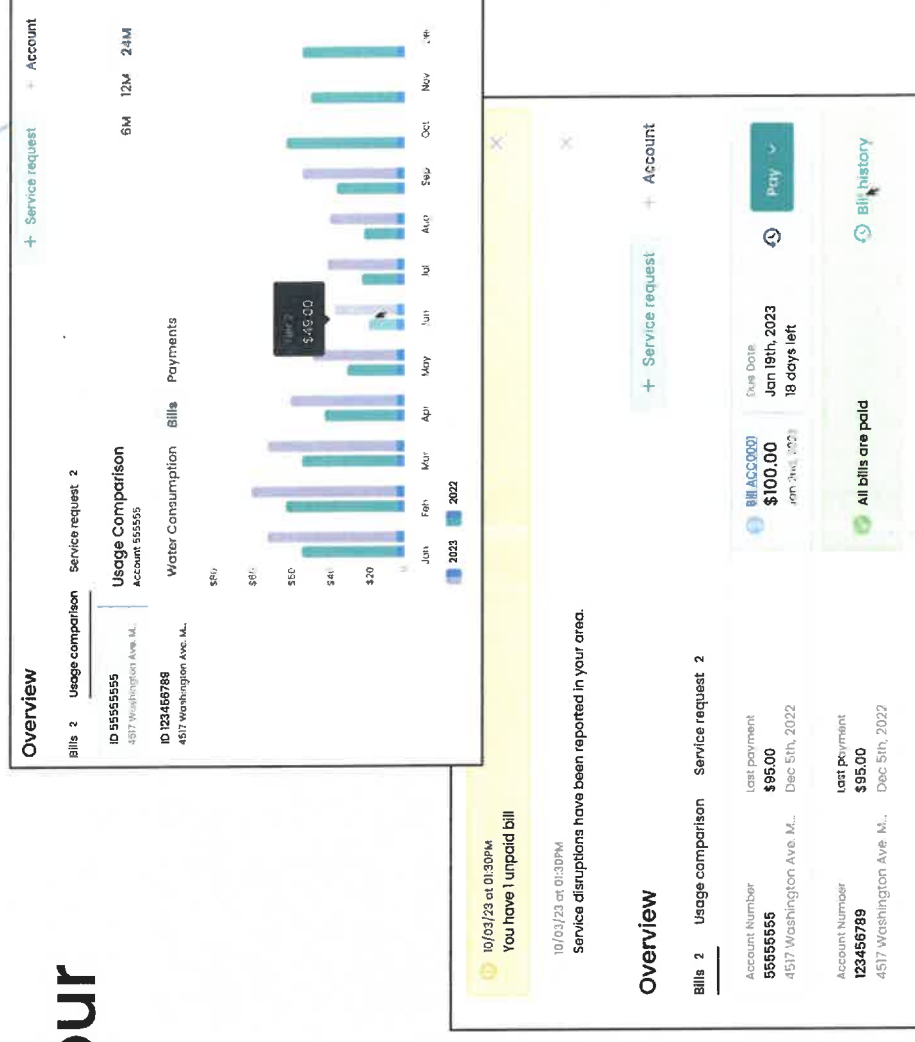 our
Overview
Bills 2 Usage comparison Service request 2
+ Service request + Account
ID 55555555
4517 Washington Ave. M...
ID 123456789
4517 Washington Ave. M...
Usage Comparison
Account 555555
6M 12M 24M
Water Consumption Bills Payments
$80
$60
$50
$40
$20
$49.00
Jan Feb Mar Apr May Jun Jul Aug Sep Oct Nov
2023 2022
10/03/23 at 01:30PM
You have 1 unpaid bill
10/03/23 at 01:30PM
Service disruptions have been reported in your area.
Overview
+ Service request + Account
Bills 2 Usage comparison Service request 2
Account Number
55555555
4517 Washington Ave. M...
Last payment
$95.00
Dec 5th, 2022
Bill ACC0001
$100.00
Jan 2nd, 2023
Due Date
Jan 19th, 2023
18 days left
Pay
Account Number
123456789
4517 Washington Ave. M...
Last payment
$95.00
Dec 5th, 2022
All bills are paid
Bill history